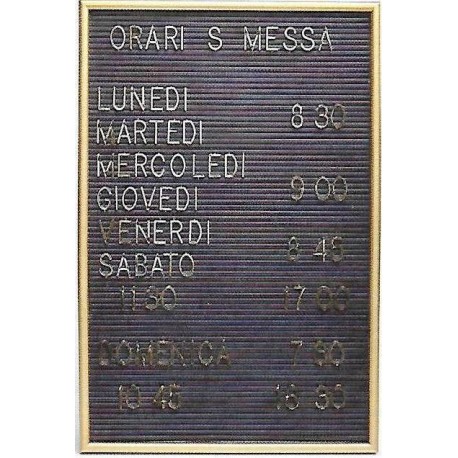 ORARI S MESSA
LUNEDI
MARTEDI
8 30
MERCOLEDI
GIOVEDI
9 00
VENERDI
SABATO
8 45
11 30 17 00
DOMENICA 7 30
10 45 18 30